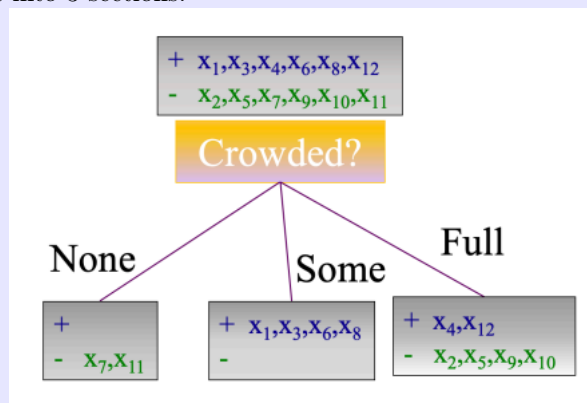 + x₁,x₃,x₄,x₆,x₈,x₁₂
- x₂,x₅,x₇,x₉,x₁₀,x₁₁
Crowded?
None
Some
Full
+
- x₇,x₁₁
+ x₁,x₃,x₆,x₈
-
+ x₄,x₁₂
- x₂,x₅,x₉,x₁₀